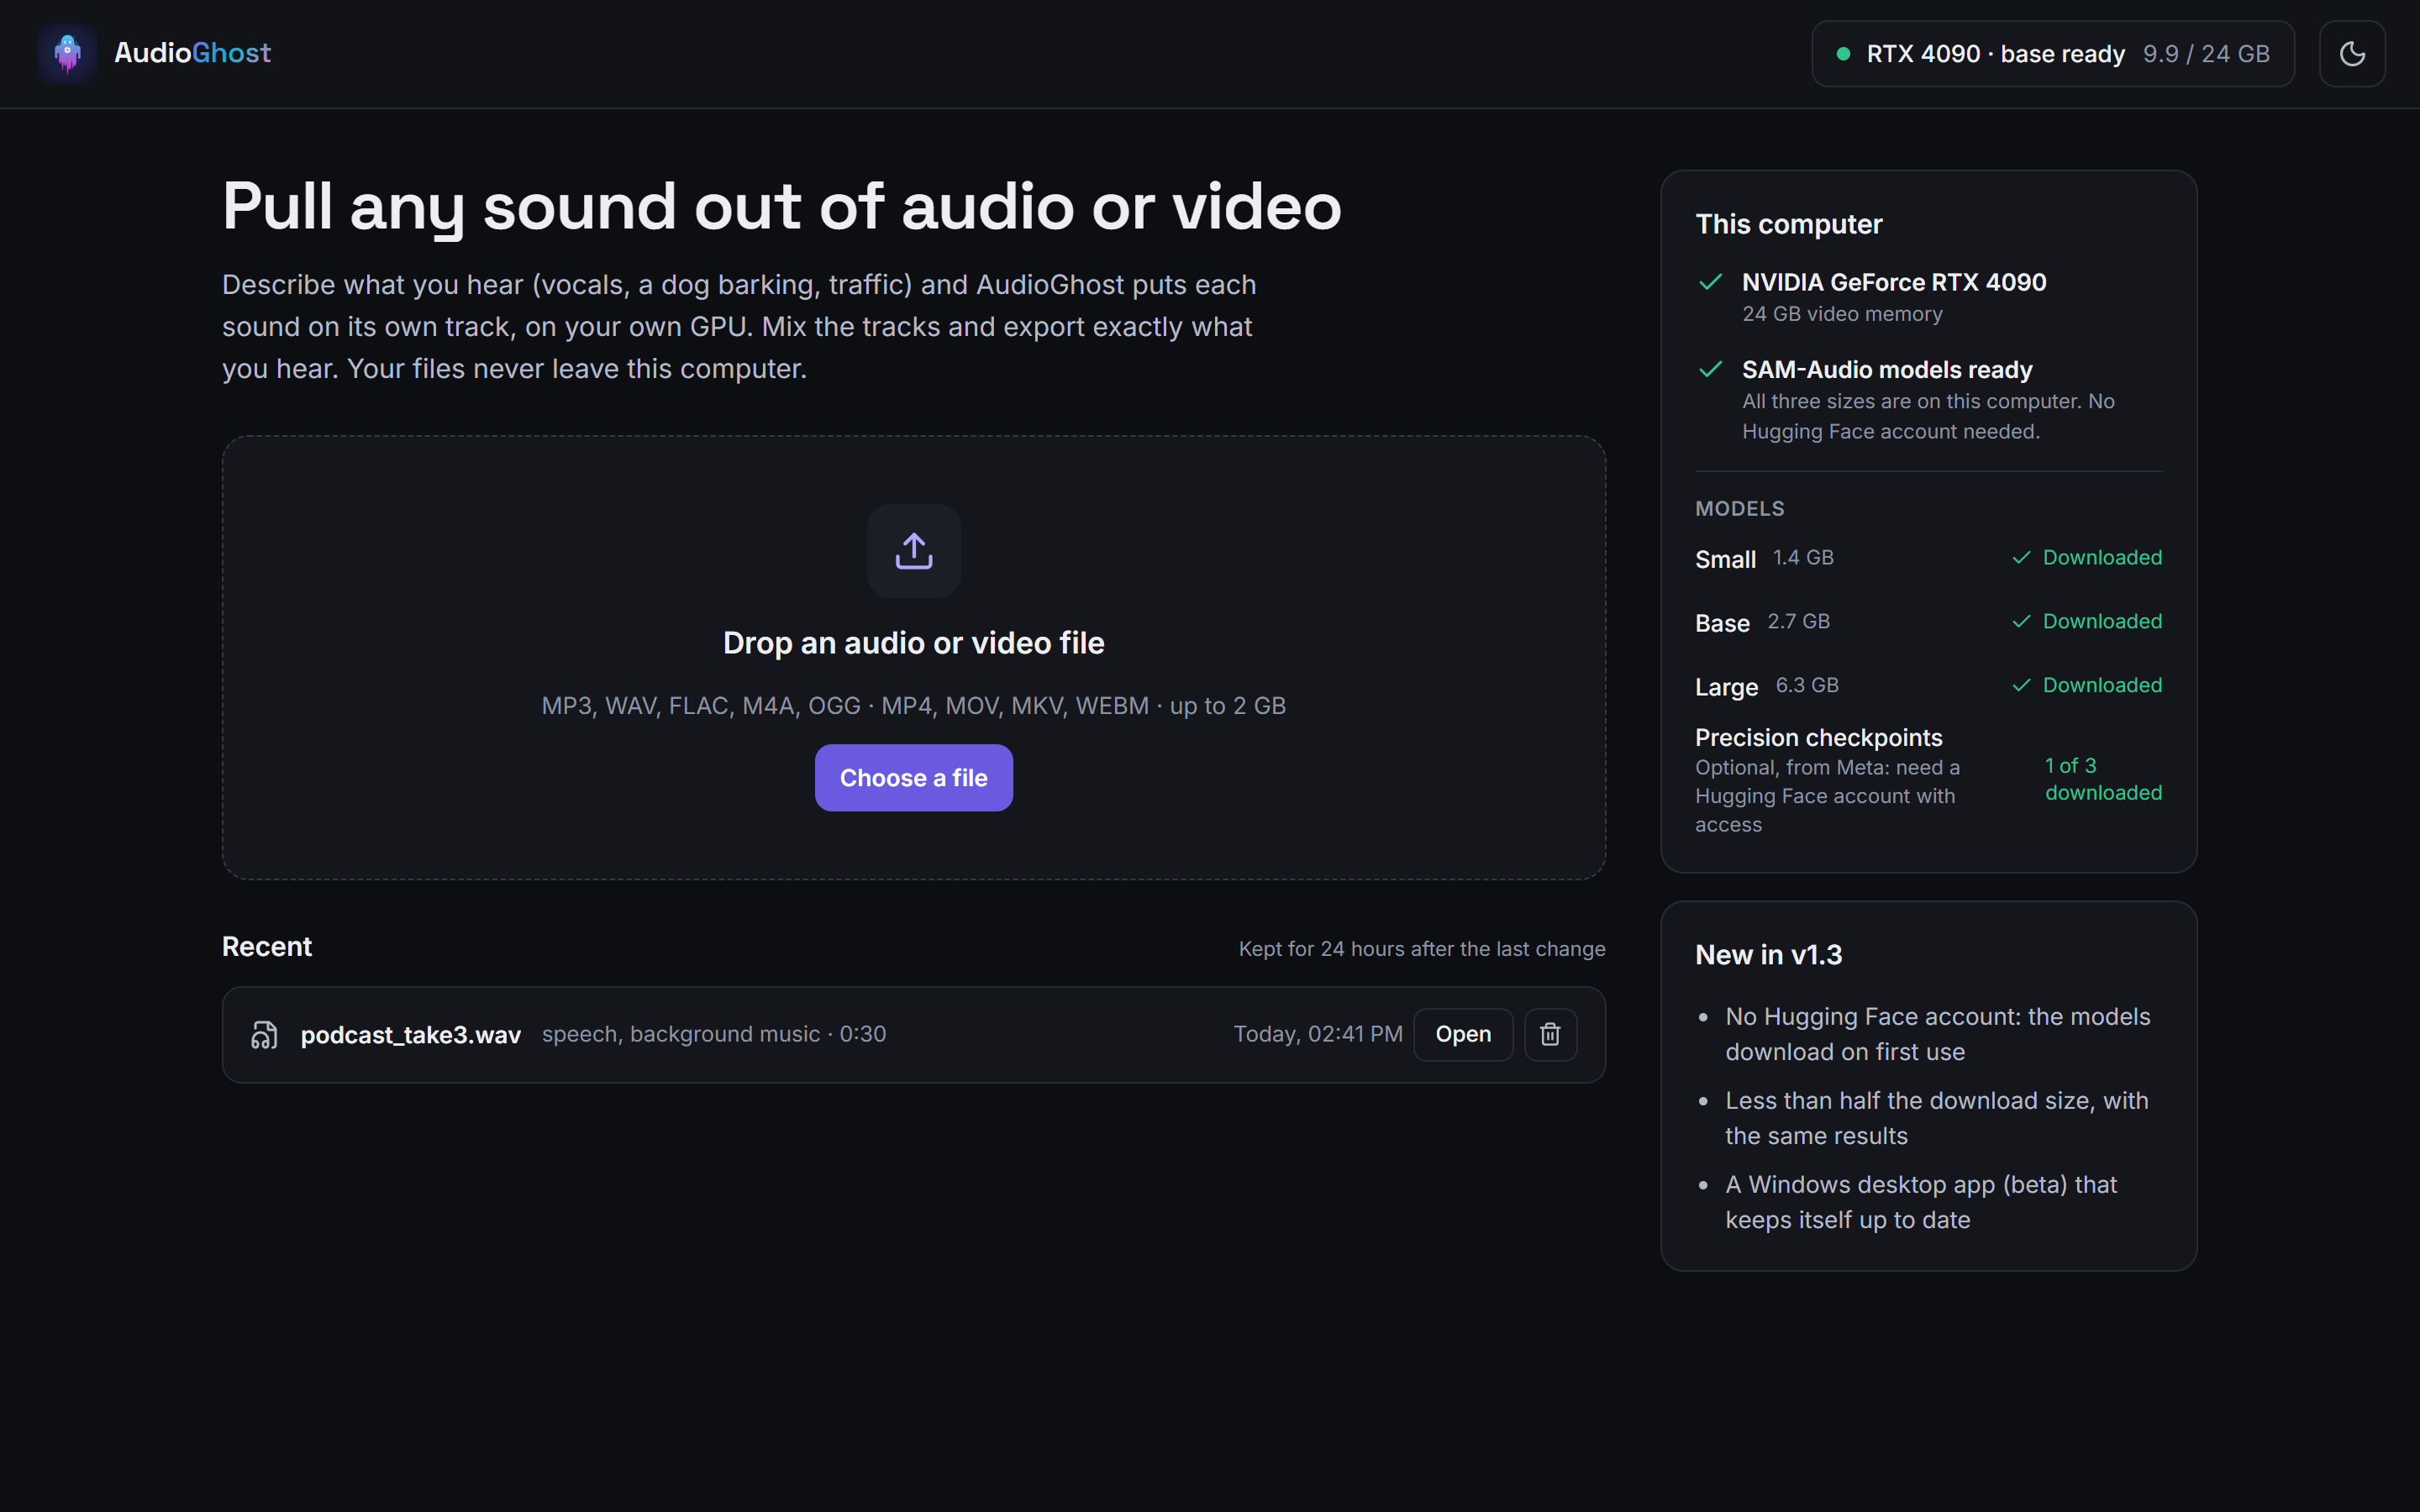 AudioGhost
RTX 4090 · base ready 9.9 / 24 GB
Pull any sound out of audio or video
Describe what you hear (vocals, a dog barking, traffic) and AudioGhost puts each
sound on its own track, on your own GPU. Mix the tracks and export exactly what
you hear. Your files never leave this computer.
Drop an audio or video file
MP3, WAV, FLAC, M4A, OGG · MP4, MOV, MKV, WEBM · up to 2 GB
Choose a file
Recent
Kept for 24 hours after the last change
podcast_take3.wav speech, background music · 0:30
Today, 02:41 PM
Open
This computer
NVIDIA GeForce RTX 4090
24 GB video memory
SAM-Audio models ready
All three sizes are on this computer. No
Hugging Face account needed.
MODELS
Small 1.4 GB Downloaded
Base 2.7 GB Downloaded
Large 6.3 GB Downloaded
Precision checkpoints
Optional, from Meta: need a
Hugging Face account with
access
1 of 3
downloaded
New in v1.3
No Hugging Face account: the models
download on first use
Less than half the download size, with
the same results
A Windows desktop app (beta) that
keeps itself up to date